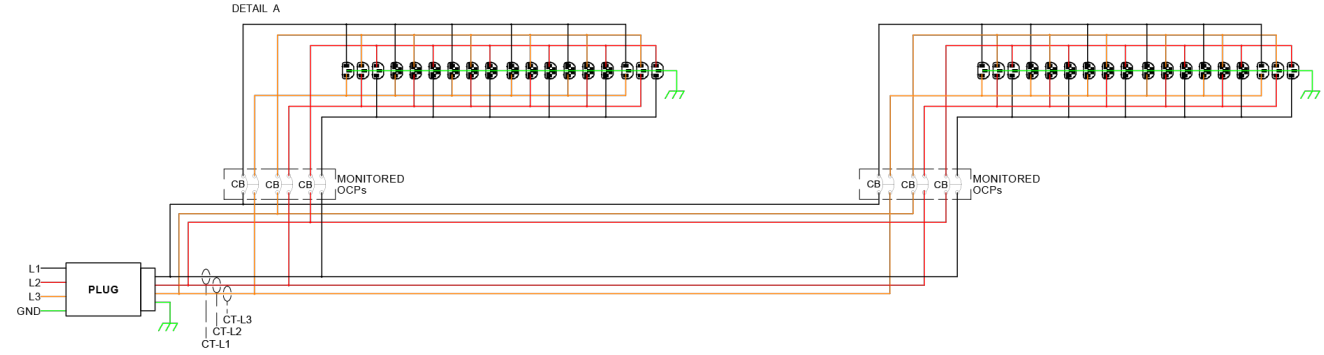 DETAIL A
CB CB CB MONITORED
OCPs
CB CB CB MONITORED
OCPs
L1
L2
L3
GND
PLUG
CT-L3
CT-L2
CT-L1